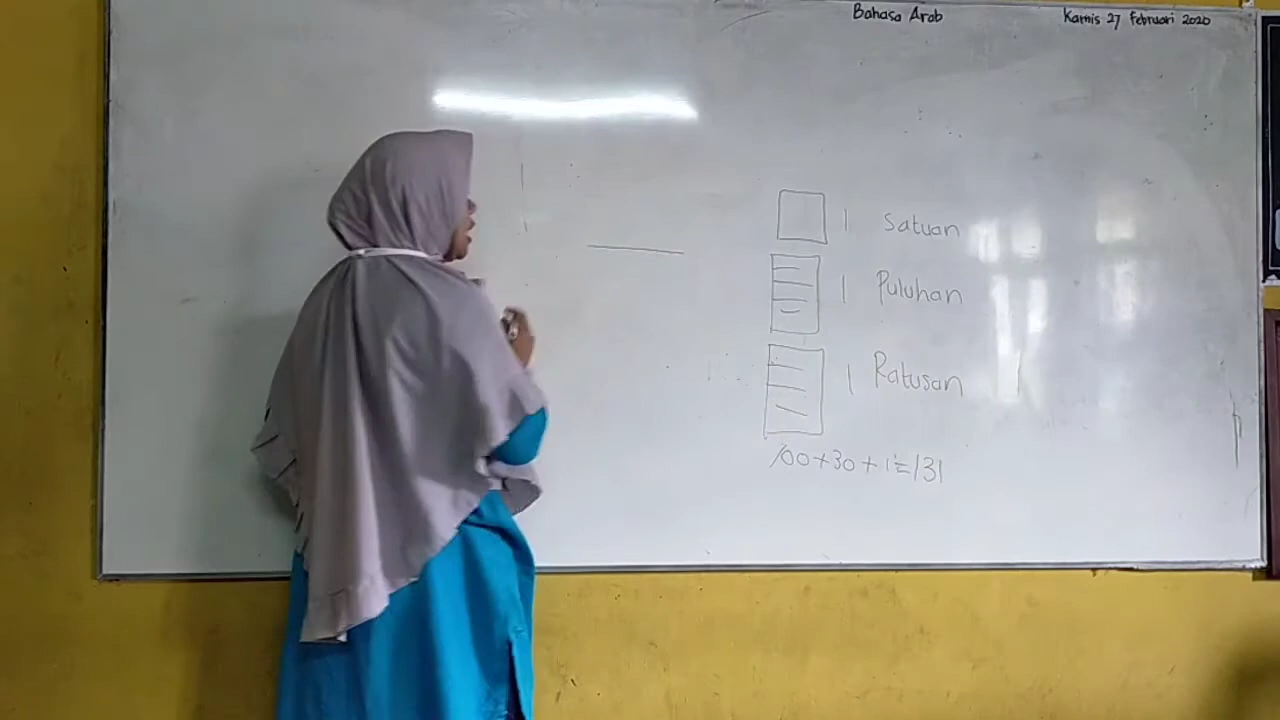 Bahasa Arab
Kamis 27 Februari 2020
1 Satuan
1 Puluhan
1 Ratusan
100+30+1=131